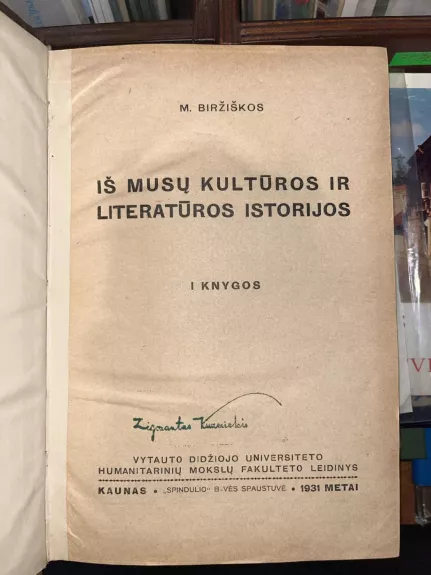 M. BIRŽIŠKOS
IŠ MUSŲ KULTŪROS IR
LITERATŪROS ISTORIJOS
I KNYGOS
Zigmantas
VYTAUTO DIDŽIOJO UNIVERSITETO
HUMANITARINIŲ MOKSLŲ FAKULTETO LEIDINYS
KAUNAS • „SPINDULIO" B-VĖS SPAUSTUVĖ • 1931 METAI